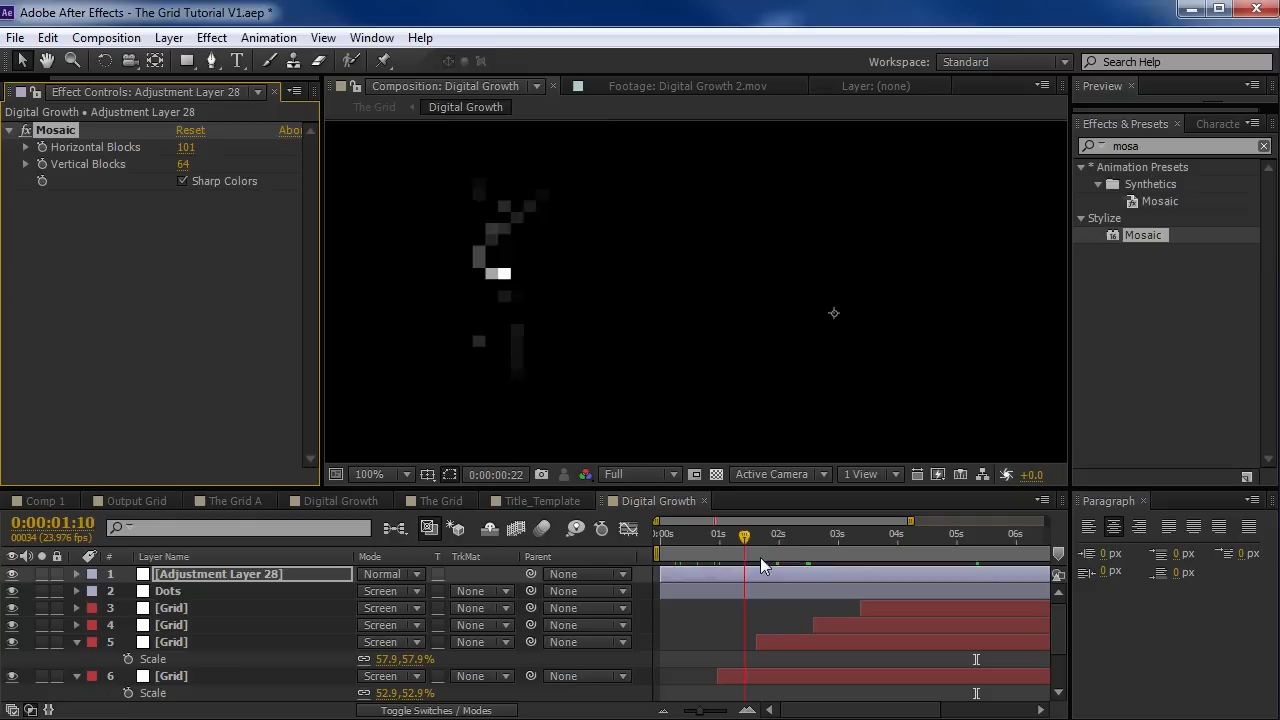 Adobe After Effects - The Grid Tutorial V1.aep *
File Edit Composition Layer Effect Animation View Window Help
Workspace: Standard Search Help
Effect Controls: Adjustment Layer 28
Composition: Digital Growth
Footage: Digital Growth 2.mov
Layer: (none)
Preview
Digital Growth • Adjustment Layer 28
The Grid Digital Growth
Effects & Presets Characte
fx Mosaic Reset Abou
mosa
Horizontal Blocks 101
Vertical Blocks 64
Sharp Colors
* Animation Presets
Synthetics
Mosaic
Stylize
Mosaic
100% 0:00:00:22 Full Active Camera 1 View +0.0
Comp 1 Output Grid The Grid A Digital Growth The Grid Title_Template Digital Growth
Paragraph
0:00:01:10
00034 (23.976 fps)
):00s 01s 02s 03s 04s 05s 06s
# Layer Name Mode T TrkMat Parent
1 [Adjustment Layer 28] Normal None
2 Dots Screen None None
3 [Grid] Screen None None
4 [Grid] Screen None None
5 [Grid] Screen None None
Scale 57.9,57.9%
6 [Grid] Screen None None
Scale 52.9,52.9%
Toggle Switches / Modes
0 px 0 px 0 px
0 px 0 px